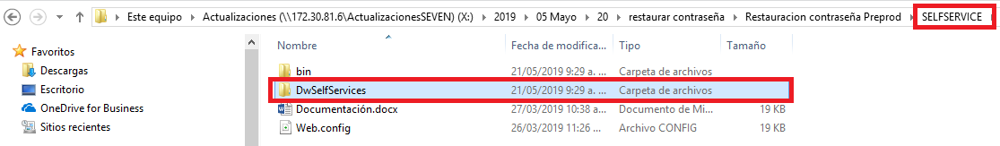 Este equipo Actualizaciones (\\172.30.81.6\ActualizacionesSEVEN) (X:) 2019 05 Mayo 20 restaurar contraseña Restauracion contraseña Preprod SELFSERVICE
Favoritos
Descargas
Escritorio
OneDrive for Business
Sitios recientes
Nombre Fecha de modifica... Tipo Tamaño
bin 21/05/2019 9:29 a. ... Carpeta de archivos
DwSelfServices 21/05/2019 9:29 a. ... Carpeta de archivos
Documentación.docx 27/03/2019 10:38 a... Documento de Mi... 19 KB
Web.config 26/03/2019 11:26 ... Archivo CONFIG 19 KB